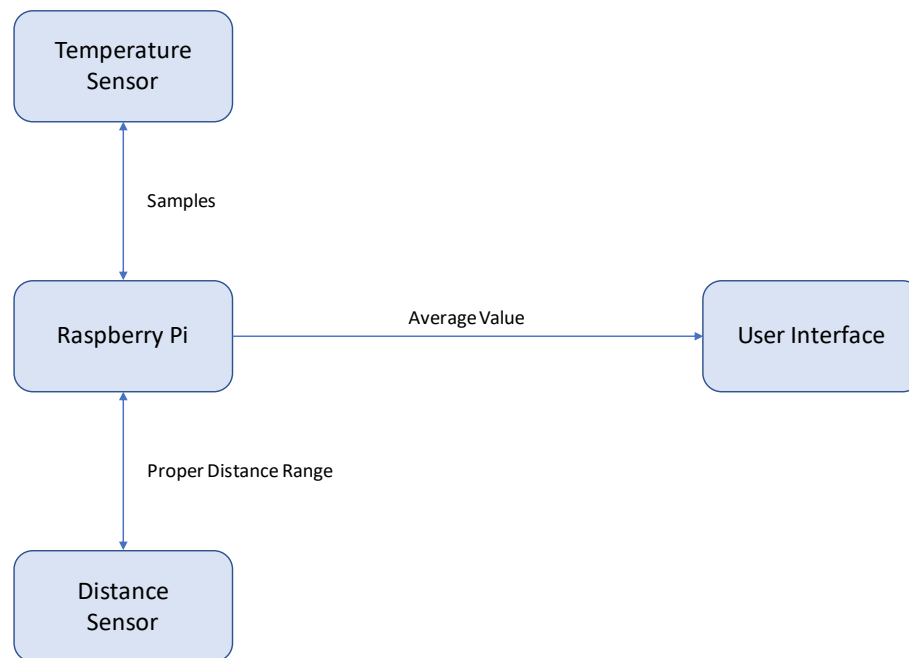 Temperature
Sensor
Samples
Raspberry Pi
Average Value
User Interface
Proper Distance Range
Distance
Sensor